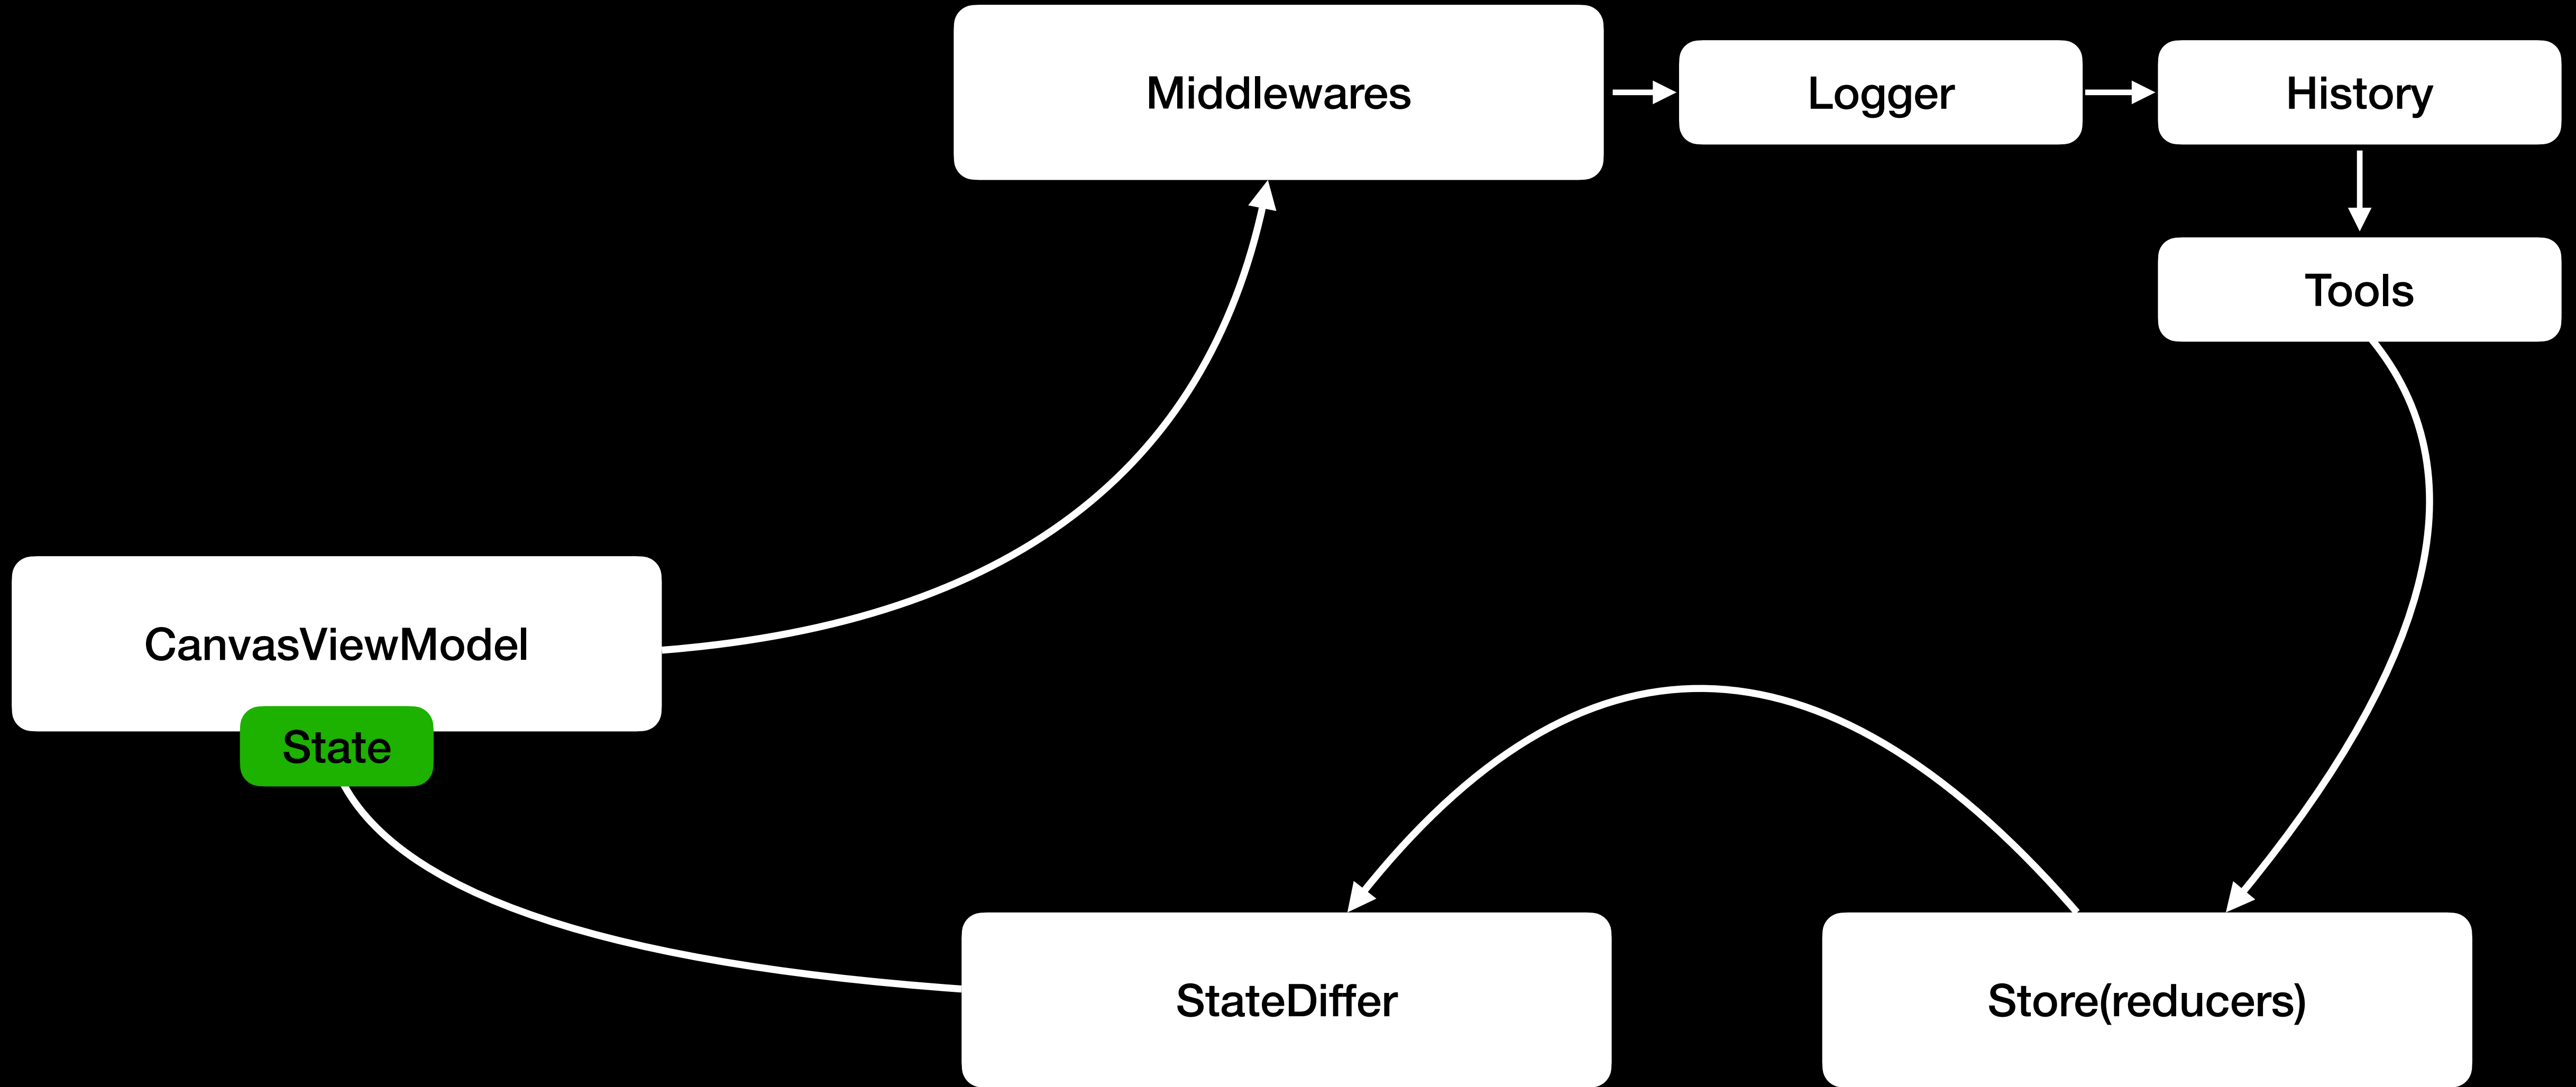 Middlewares
Logger
History
Tools
CanvasViewModel
State
StateDiffer
Store(reducers)